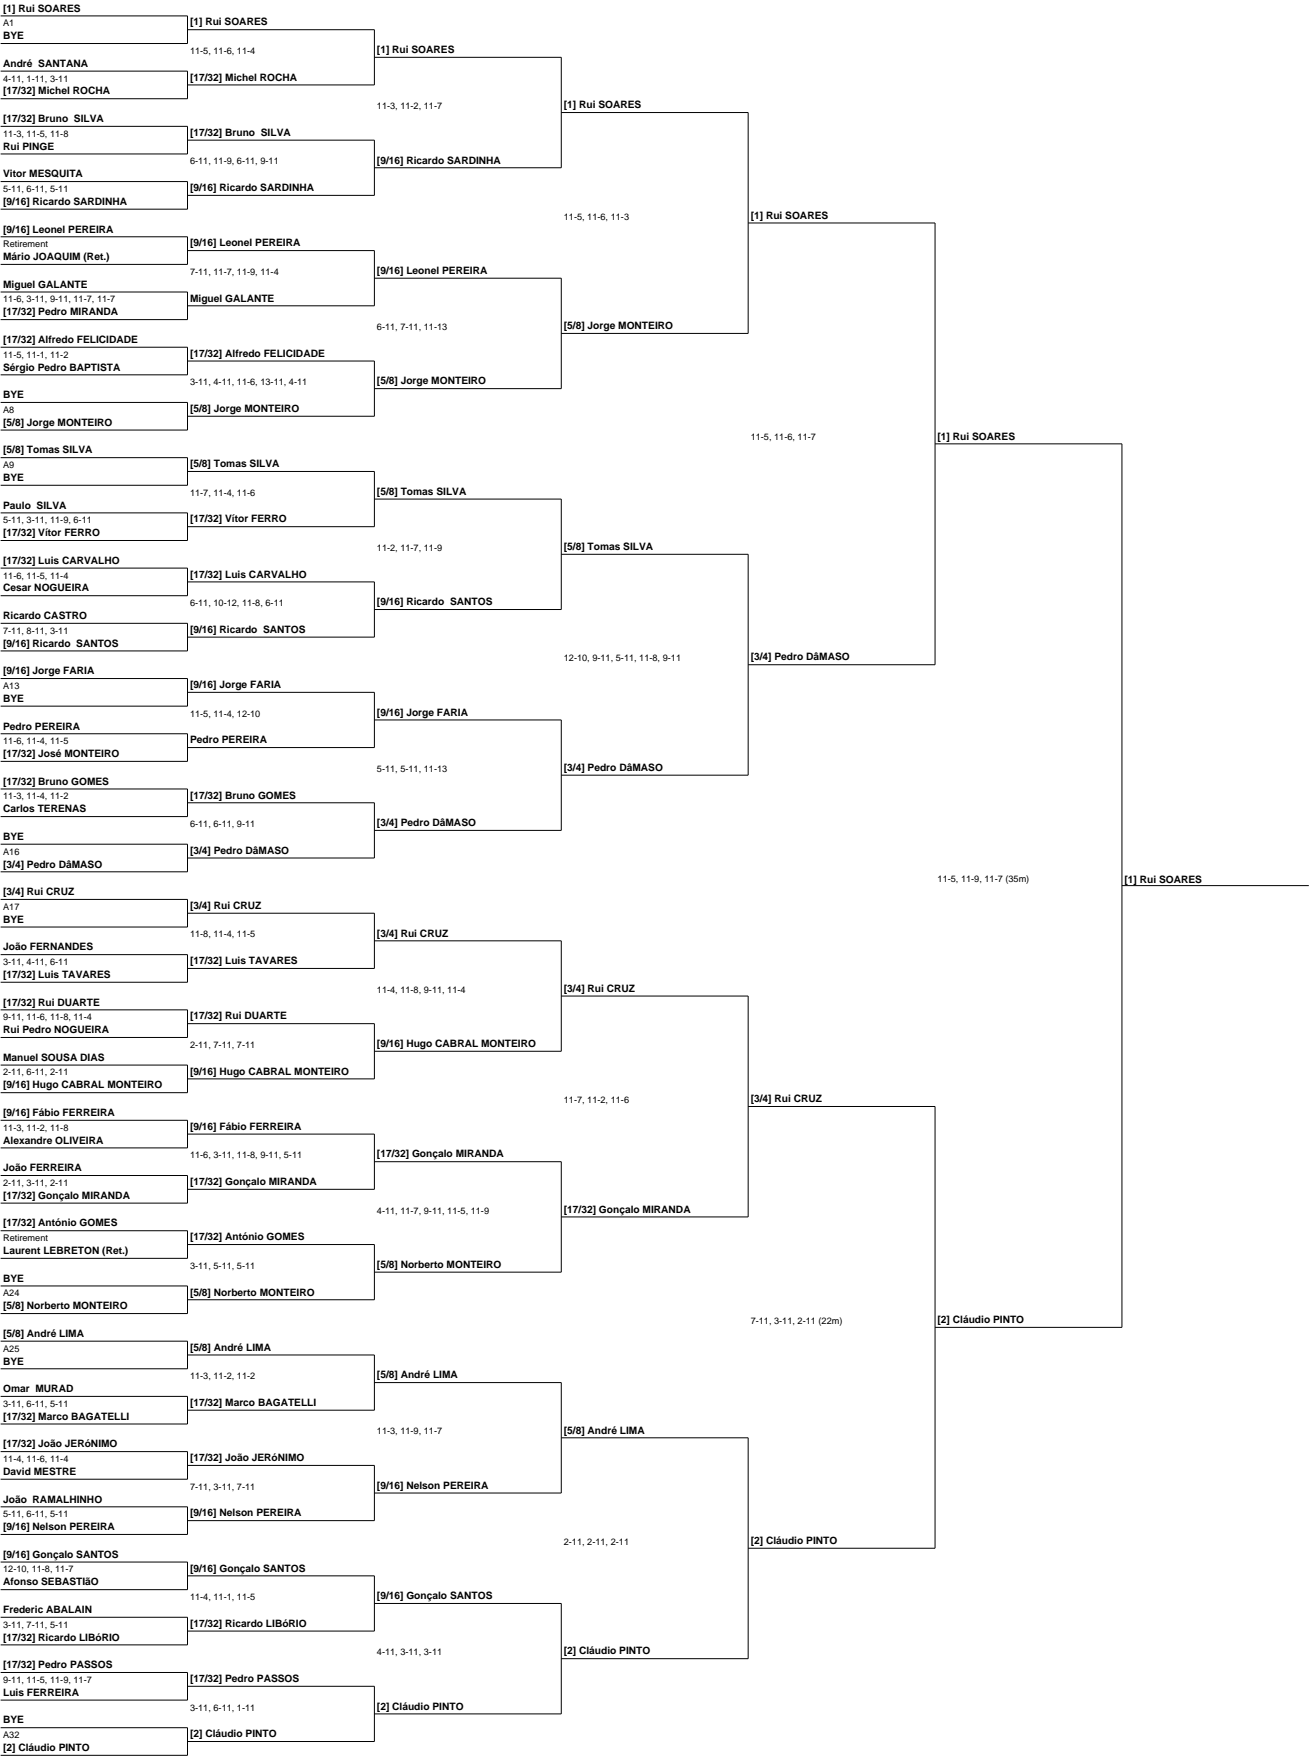 [1] Rui SOARES
A1
BYE
[1] Rui SOARES
11-5, 11-6, 11-4
[1] Rui SOARES
André  SANTANA
4-11, 1-11, 3-11
[17/32] Michel ROCHA
[17/32] Michel ROCHA
11-3, 11-2, 11-7
[1] Rui SOARES
[17/32] Bruno  SILVA
11-3, 11-5, 11-8
Rui PINGE
[17/32] Bruno  SILVA
6-11, 11-9, 6-11, 9-11
[9/16] Ricardo SARDINHA
Vitor MESQUITA
5-11, 6-11, 5-11
[9/16] Ricardo SARDINHA
[9/16] Ricardo SARDINHA
11-5, 11-6, 11-3
[1] Rui SOARES
[9/16] Leonel PEREIRA
Retirement
Mário JOAQUIM (Ret.)
[9/16] Leonel PEREIRA
7-11, 11-7, 11-9, 11-4
[9/16] Leonel PEREIRA
Miguel GALANTE
11-6, 3-11, 9-11, 11-7, 11-7
[17/32] Pedro MIRANDA
Miguel GALANTE
6-11, 7-11, 11-13
[5/8] Jorge MONTEIRO
[17/32] Alfredo FELICIDADE
11-5, 11-1, 11-2
Sérgio Pedro BAPTISTA
[17/32] Alfredo FELICIDADE
3-11, 4-11, 11-6, 13-11, 4-11
[5/8] Jorge MONTEIRO
BYE
A8
[5/8] Jorge MONTEIRO
[5/8] Jorge MONTEIRO
11-5, 11-6, 11-7
[1] Rui SOARES
[5/8] Tomas SILVA
A9
BYE
[5/8] Tomas SILVA
11-7, 11-4, 11-6
[5/8] Tomas SILVA
Paulo  SILVA
5-11, 3-11, 11-9, 6-11
[17/32] Vítor FERRO
[17/32] Vítor FERRO
11-2, 11-7, 11-9
[5/8] Tomas SILVA
[17/32] Luis CARVALHO
11-6, 11-5, 11-4
Cesar NOGUEIRA
[17/32] Luis CARVALHO
6-11, 10-12, 11-8, 6-11
[9/16] Ricardo  SANTOS
Ricardo CASTRO
7-11, 8-11, 3-11
[9/16] Ricardo  SANTOS
[9/16] Ricardo  SANTOS
12-10, 9-11, 5-11, 11-8, 9-11
[3/4] Pedro DâMASO
[9/16] Jorge FARIA
A13
BYE
[9/16] Jorge FARIA
11-5, 11-4, 12-10
[9/16] Jorge FARIA
Pedro PEREIRA
11-6, 11-4, 11-5
[17/32] José MONTEIRO
Pedro PEREIRA
5-11, 5-11, 11-13
[3/4] Pedro DâMASO
[17/32] Bruno GOMES
11-3, 11-4, 11-2
Carlos TERENAS
[17/32] Bruno GOMES
6-11, 6-11, 9-11
[3/4] Pedro DâMASO
BYE
A16
[3/4] Pedro DâMASO
[3/4] Pedro DâMASO
11-5, 11-9, 11-7 (35m)
[1] Rui SOARES
[3/4] Rui CRUZ
A17
BYE
[3/4] Rui CRUZ
11-8, 11-4, 11-5
[3/4] Rui CRUZ
João FERNANDES
3-11, 4-11, 6-11
[17/32] Luis TAVARES
[17/32] Luis TAVARES
11-4, 11-8, 9-11, 11-4
[3/4] Rui CRUZ
[17/32] Rui DUARTE
9-11, 11-6, 11-8, 11-4
Rui Pedro NOGUEIRA
[17/32] Rui DUARTE
2-11, 7-11, 7-11
[9/16] Hugo CABRAL MONTEIRO
Manuel SOUSA DIAS
2-11, 6-11, 2-11
[9/16] Hugo CABRAL MONTEIRO
[9/16] Hugo CABRAL MONTEIRO
11-7, 11-2, 11-6
[3/4] Rui CRUZ
[9/16] Fábio FERREIRA
11-3, 11-2, 11-8
Alexandre OLIVEIRA
[9/16] Fábio FERREIRA
11-6, 3-11, 11-8, 9-11, 5-11
[17/32] Gonçalo MIRANDA
João FERREIRA
2-11, 3-11, 2-11
[17/32] Gonçalo MIRANDA
[17/32] Gonçalo MIRANDA
4-11, 11-7, 9-11, 11-5, 11-9
[17/32] Gonçalo MIRANDA
[17/32] António GOMES
Retirement
Laurent LEBRETON (Ret.)
[17/32] António GOMES
3-11, 5-11, 5-11
[5/8] Norberto MONTEIRO
BYE
A24
[5/8] Norberto MONTEIRO
[5/8] Norberto MONTEIRO
7-11, 3-11, 2-11 (22m)
[2] Cláudio PINTO
[5/8] André LIMA
A25
BYE
[5/8] André LIMA
11-3, 11-2, 11-2
[5/8] André LIMA
Omar  MURAD
3-11, 6-11, 5-11
[17/32] Marco BAGATELLI
[17/32] Marco BAGATELLI
11-3, 11-9, 11-7
[5/8] André LIMA
[17/32] João JERóNIMO
11-4, 11-6, 11-4
David MESTRE
[17/32] João JERóNIMO
7-11, 3-11, 7-11
[9/16] Nelson PEREIRA
João  RAMALHINHO
5-11, 6-11, 5-11
[9/16] Nelson PEREIRA
[9/16] Nelson PEREIRA
2-11, 2-11, 2-11
[2] Cláudio PINTO
[9/16] Gonçalo SANTOS
12-10, 11-8, 11-7
Afonso SEBASTIãO
[9/16] Gonçalo SANTOS
11-4, 11-1, 11-5
[9/16] Gonçalo SANTOS
Frederic ABALAIN
3-11, 7-11, 5-11
[17/32] Ricardo LIBóRIO
[17/32] Ricardo LIBóRIO
4-11, 3-11, 3-11
[2] Cláudio PINTO
[17/32] Pedro PASSOS
9-11, 11-5, 11-9, 11-7
Luis FERREIRA
[17/32] Pedro PASSOS
3-11, 6-11, 1-11
[2] Cláudio PINTO
BYE
A32
[2] Cláudio PINTO
[2] Cláudio PINTO